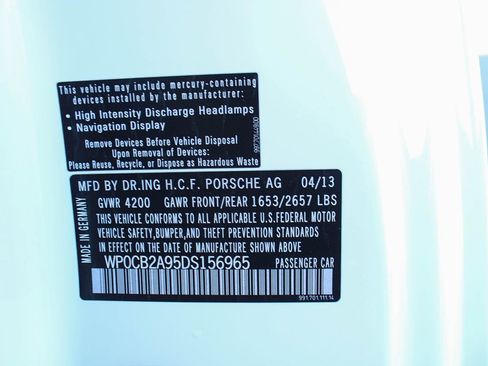 This vehicle may include mercury-containing
devices installed by the manufacturer.
• High Intensity Discharge Headlamps
• Navigation Display
Remove Devices Before Vehicle Disposal
Upon Removal of Devices:
Please Reuse, Recycle, or Dispose as Hazardous Waste
MADE IN GERMANY
MFD BY DR.ING H.C.F. PORSCHE AG 04/13
GVWR 4200 GAWR FRONT/REAR 1653/2657 LBS
THIS VEHICLE CONFORMS TO ALL APPLICABLE U.S.FEDERAL MOTOR
VEHICLE SAFETY,BUMPER,AND THEFT PREVENTION STANDARDS IN
EFFECT ON THE DATE OF MANUFACTURE SHOWN ABOVE
WP0CB2A95DS156965 PASSENGER CAR
991.701.111.14